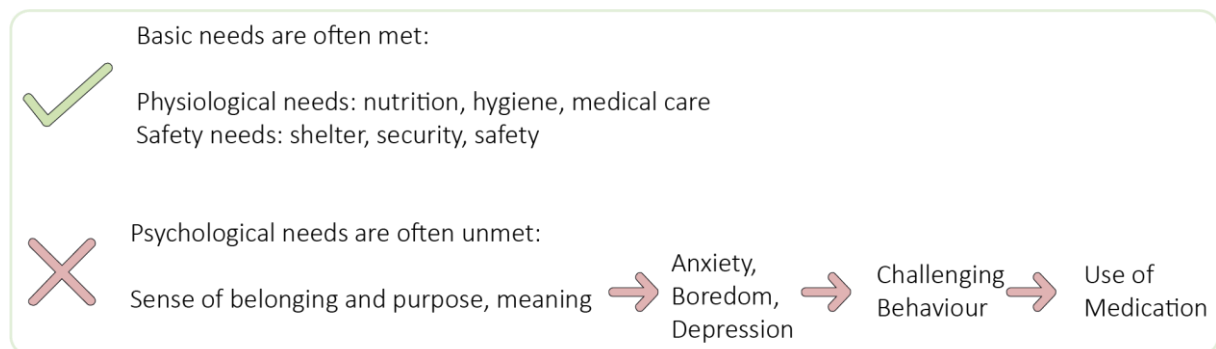 Basic needs are often met:
Physiological needs: nutrition, hygiene, medical care
Safety needs: shelter, security, safety
Psychological needs are often unmet:
Sense of belonging and purpose, meaning
Anxiety,
Boredom,
Depression
Challenging
Behaviour
Use of
Medication